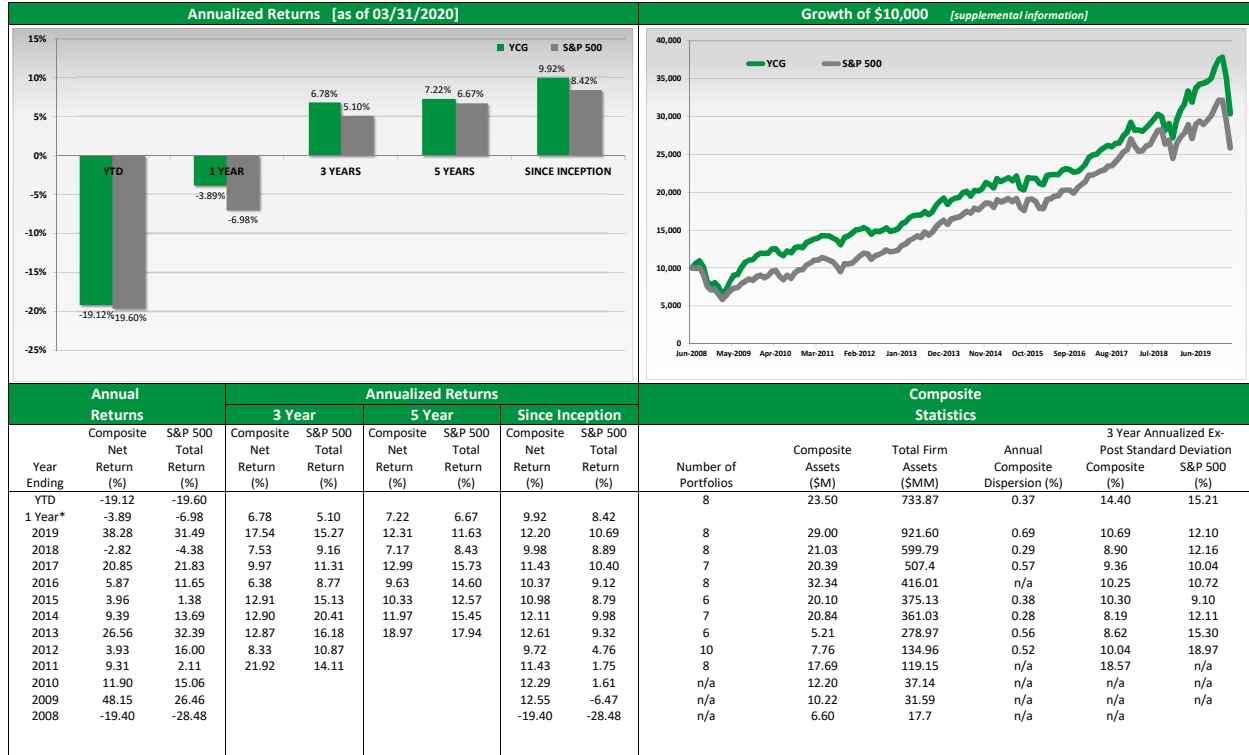 Annualized Returns [as of 03/31/2020]
15%
10%
5%
0%
-5%
-10%
-15%
-20%
-25%
YCG
S&P 500
YTD
1 YEAR
3 YEARS
5 YEARS
SINCE INCEPTION
-19.12%
-19.60%
-3.89%
-6.98%
6.78%
5.10%
7.22%
6.67%
9.92%
8.42%
Growth of $10,000 [supplemental information]
40,000
35,000
30,000
25,000
20,000
15,000
10,000
5,000
0
YCG
S&P 500
Jun-2008 May-2009 Apr-2010 Mar-2011 Feb-2012 Jan-2013 Dec-2013 Nov-2014 Oct-2015 Sep-2016 Aug-2017 Jul-2018 Jun-2019
Annual Annualized Returns Composite
Returns 3 Year 5 Year Since Inception Statistics
Composite S&P 500 Composite S&P 500 Composite S&P 500 Composite S&P 500 3 Year Annualized Ex-
Net Total Net Total Net Total Net Total Composite Total Firm Annual Post Standard Deviation
Year Return Return Return Return Return Return Return Return Number of Assets Assets Composite Composite S&P 500
Ending (%) (%) (%) (%) (%) (%) (%) (%) Portfolios ($M) ($MM) Dispersion (%) (%) (%)
YTD -19.12 -19.60 8 23.50 733.87 0.37 14.40 15.21
1 Year* -3.89 -6.98 6.78 5.10 7.22 6.67 9.92 8.42
2019 38.28 31.49 17.54 15.27 12.31 11.63 12.20 10.69 8 29.00 921.60 0.69 10.69 12.10
2018 -2.82 -4.38 7.53 9.16 7.17 8.43 9.98 8.89 8 21.03 599.79 0.29 8.90 12.16
2017 20.85 21.83 9.97 11.31 12.99 15.73 11.43 10.40 7 20.39 507.4 0.57 9.36 10.04
2016 5.87 11.65 6.38 8.77 9.63 14.60 10.37 9.12 8 32.34 416.01 n/a 10.25 10.72
2015 3.96 1.38 12.91 15.13 10.33 12.57 10.98 8.79 6 20.10 375.13 0.38 10.30 9.10
2014 9.39 13.69 12.90 20.41 11.97 15.45 12.11 9.98 7 20.84 361.03 0.28 8.19 12.11
2013 26.56 32.39 12.87 16.18 18.97 17.94 12.61 9.32 6 5.21 278.97 0.56 8.62 15.30
2012 3.93 16.00 8.33 10.87 9.72 4.76 10 7.76 134.96 0.52 10.04 18.97
2011 9.31 2.11 21.92 14.11 11.43 1.75 8 17.69 119.15 n/a 18.57 n/a
2010 11.90 15.06 12.29 1.61 n/a 12.20 37.14 n/a n/a n/a
2009 48.15 26.46 12.55 -6.47 n/a 10.22 31.59 n/a n/a n/a
2008 -19.40 -28.48 -19.40 -28.48 n/a 6.60 17.7 n/a n/a